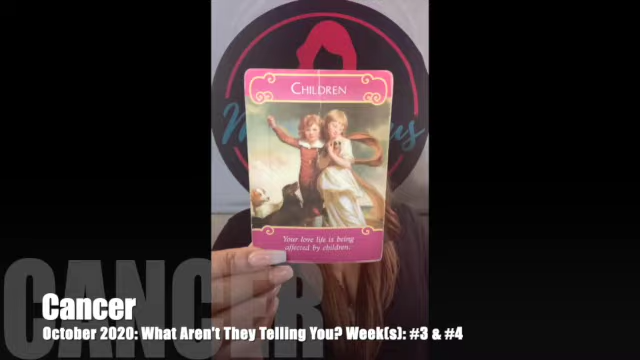 CHILDREN
Your love life is being
affected by children.
CANCER
Cancer
October 2020: What Aren't They Telling You? Week(s): #3 & #4